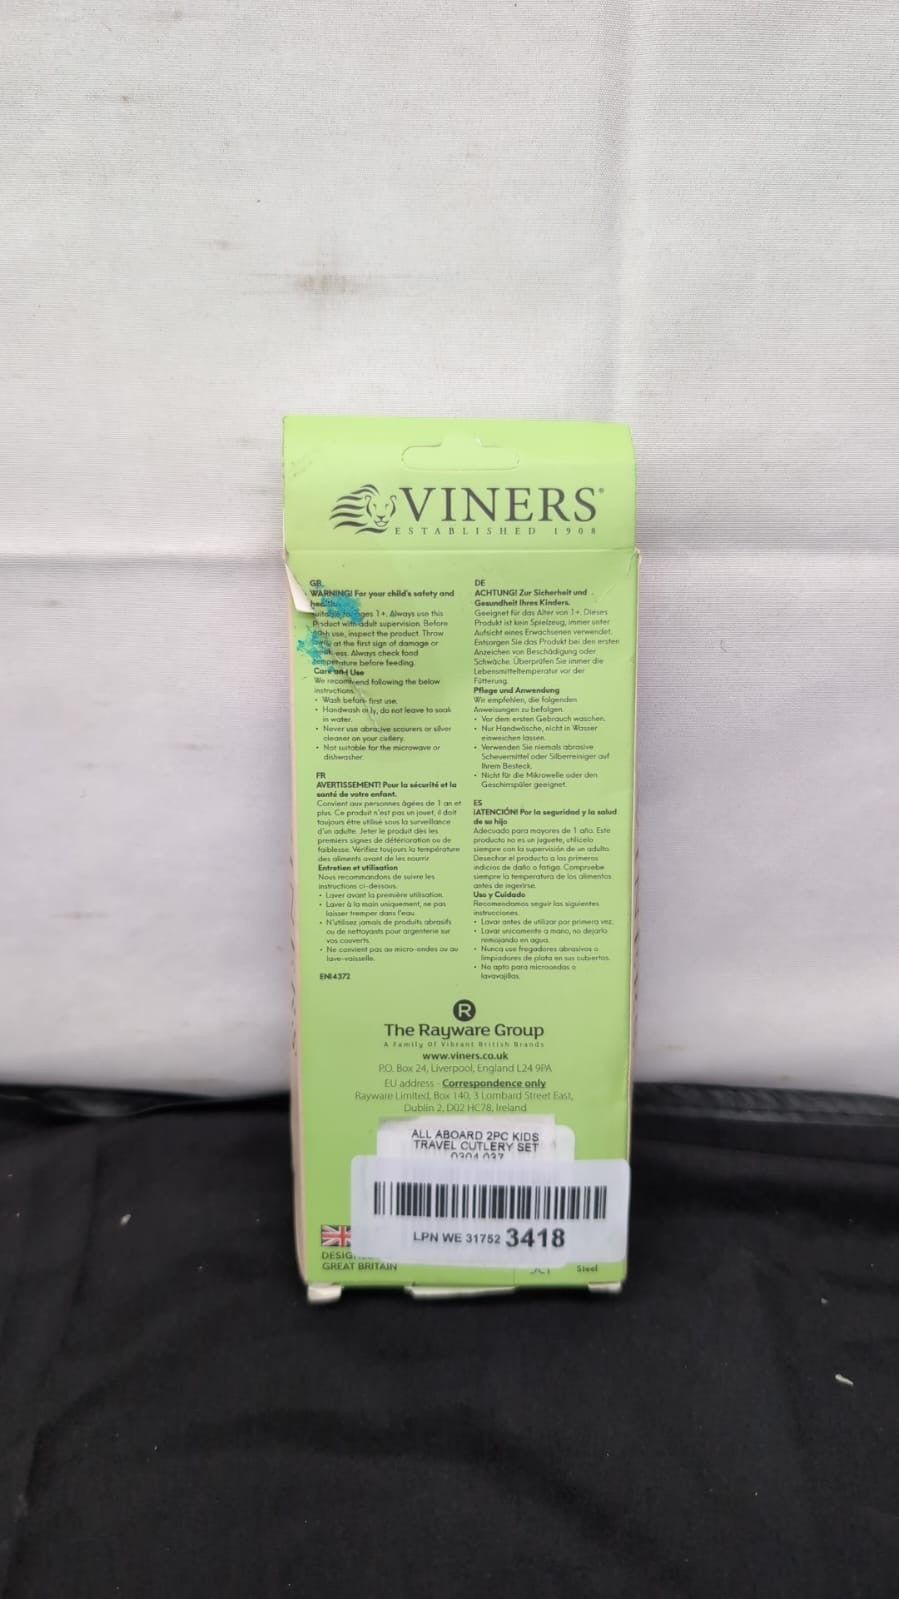 VINERS®
ESTABLISHED 1908
GB
WARNING! For your child's safety and
ages 1+. Always use this
Product with adult supervision. Before
use, inspect the product. Throw
at the first sign of damage or
Always check food
temperature before feeding.
Care and Use
We recommend following the below
instructions.
• Wash before first use.
• Handwash only, do not leave to soak
in water.
• Never use abrasive scourers or silver
cleaner on your cutlery.
• Not suitable for the microwave or
dishwasher.
FR
AVERTISSEMENT! Pour la sécurité et la
santé de votre enfant.
Convient aux personnes âgées de 1 an et
plus. Ce produit n'est pas un jouet, il doit
toujours être utilisé sous la surveillance
d'un adulte. Jeter le produit dès les
premiers signes de détérioration ou de
faiblesse. Vérifiez toujours la température
des aliments avant de les nourrir.
Entretien et utilisation
Nous recommandons de suivre les
instructions ci-dessous.
• Laver avant la première utilisation.
• Laver à la main uniquement, ne pas
laisser tremper dans l'eau.
• N'utilisez jamais de produits abrasifs
ou de nettoyants pour argenterie sur
vos couverts.
• Ne convient pas au micro-ondes ou au
lave-vaisselle.
EN14372
DE
ACHTUNG! Zur Sicherheit und
Gesundheit Ihres Kinders.
Geeignet für das Alter von 1+. Dieses
Produkt ist kein Spielzeug, immer unter
Aufsicht eines Erwachsenen verwendet.
Entsorgen Sie das Produkt bei den ersten
Anzeichen von Beschädigung oder
Schwäche. Überprüfen Sie immer die
Lebensmitteltemperatur vor der
Fütterung.
Pflege und Anwendung
Wir empfehlen, die folgenden
Anweisungen zu befolgen.
• Vor dem ersten Gebrauch waschen.
• Nur Handwäsche, nicht in Wasser
einweichen lassen.
• Verwenden Sie niemals abrasive
Scheuermittel oder Silberreiniger auf
Ihrem Besteck.
• Nicht für die Mikrowelle oder den
Geschirrspüler geeignet.
ES
¡ATENCIÓN! Por la seguridad y la salud
de su hijo
Adecuado para mayores de 1 año. Este
producto no es un juguete, utilícelo
siempre con la supervisión de un adulto.
Desechar el producto a los primeros
indicios de daño o fatiga. Compruebe
siempre la temperatura de los alimentos
antes de ingerirse.
Uso y Cuidado
Recomendamos seguir las siguientes
instrucciones.
• Lavar antes de utilizar por primera vez.
• Lavar unicamente a mano, no dejarlo
remojando en agua.
• Nunca use fregadores abrasivos o
limpiadores de plata en sus cubiertos.
• No apto para microondas o
lavavajillas.
R
The Rayware Group
A Family Of Vibrant British Brands
www.viners.co.uk
P.O. Box 24, Liverpool, England L24 9PA
EU address - Correspondence only
Rayware Limited, Box 140, 3 Lombard Street East,
Dublin 2, D02 HC78, Ireland
ALL ABOARD 2PC KIDS
TRAVEL CUTLERY SET
0304.037
LPN WE 31752 3418
DESIG
GREAT BRITAIN
Steel